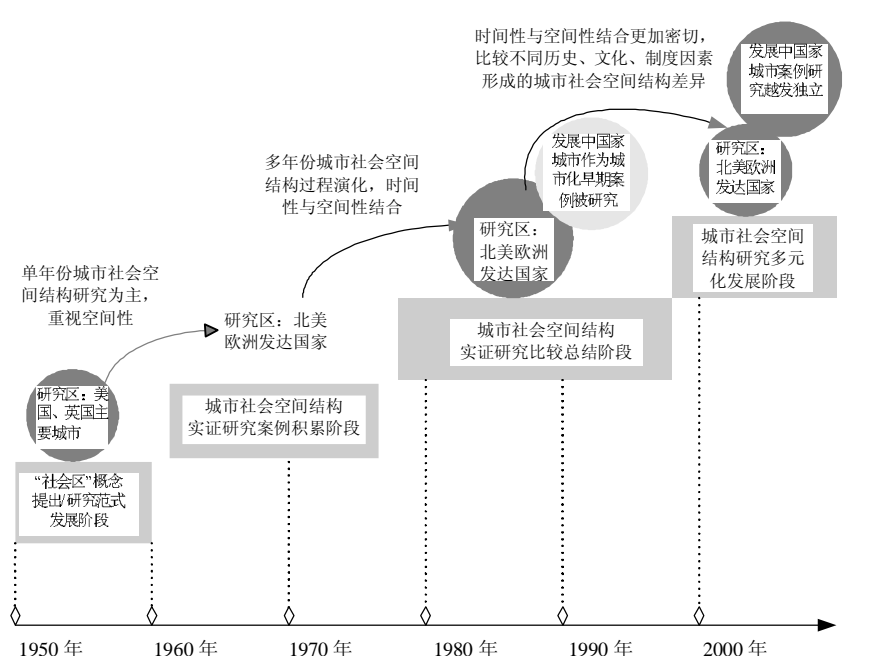 时间性与空间性结合更加密切，
比较不同历史、文化、制度因素
形成的城市社会空间结构差异
发展中国家
城市案例研
究越发独立
多年份城市社会空间
结构过程演化，时间
性与空间性结合
发展中国家
城市作为城
市化早期案
例被研究
研究区：
北美欧洲
发达国家
研究区：
北美欧洲
发达国家
城市社会空间
结构研究多元
化发展阶段
单年份城市社会空
间结构研究为主，
重视空间性
研究区：北美
欧洲发达国家
城市社会空间结构
实证研究比较总结阶段
研究区：美
国、英国主
要城市
城市社会空间结构
实证研究案例积累阶段
“社会区”概念
提出/研究范式
发展阶段
1950 年
1960 年
1970 年
1980 年
1990 年
2000 年